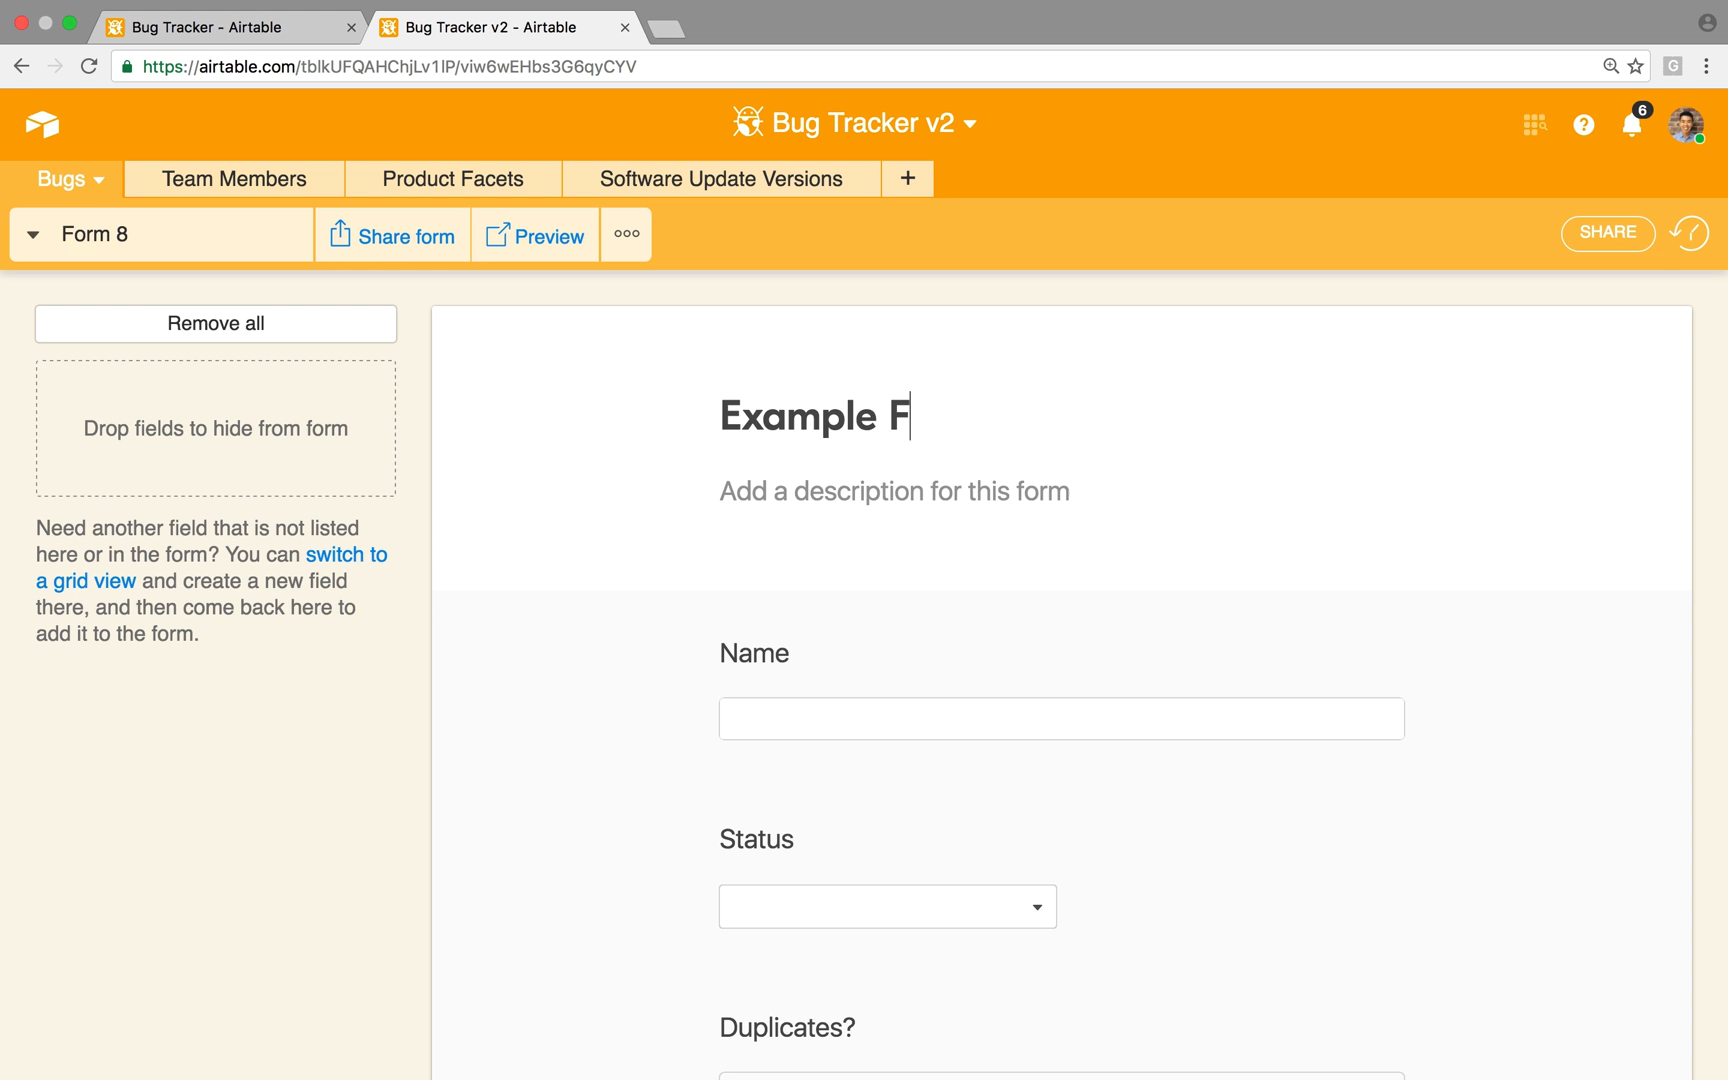 Bug Tracker - Airtable
Bug Tracker v2 - Airtable
https://airtable.com/tblkUFQAHChjLv1lP/viw6wEHbs3G6qyCYV
G
Bug Tracker v2
?
6
Bugs
Team Members
Product Facets
Software Update Versions
+
Form 8
Share form
Preview
SHARE
Remove all
Drop fields to hide from form
Need another field that is not listed
here or in the form? You can switch to
a grid view and create a new field
there, and then come back here to
add it to the form.
Example F
Add a description for this form
Name
Status
Duplicates?